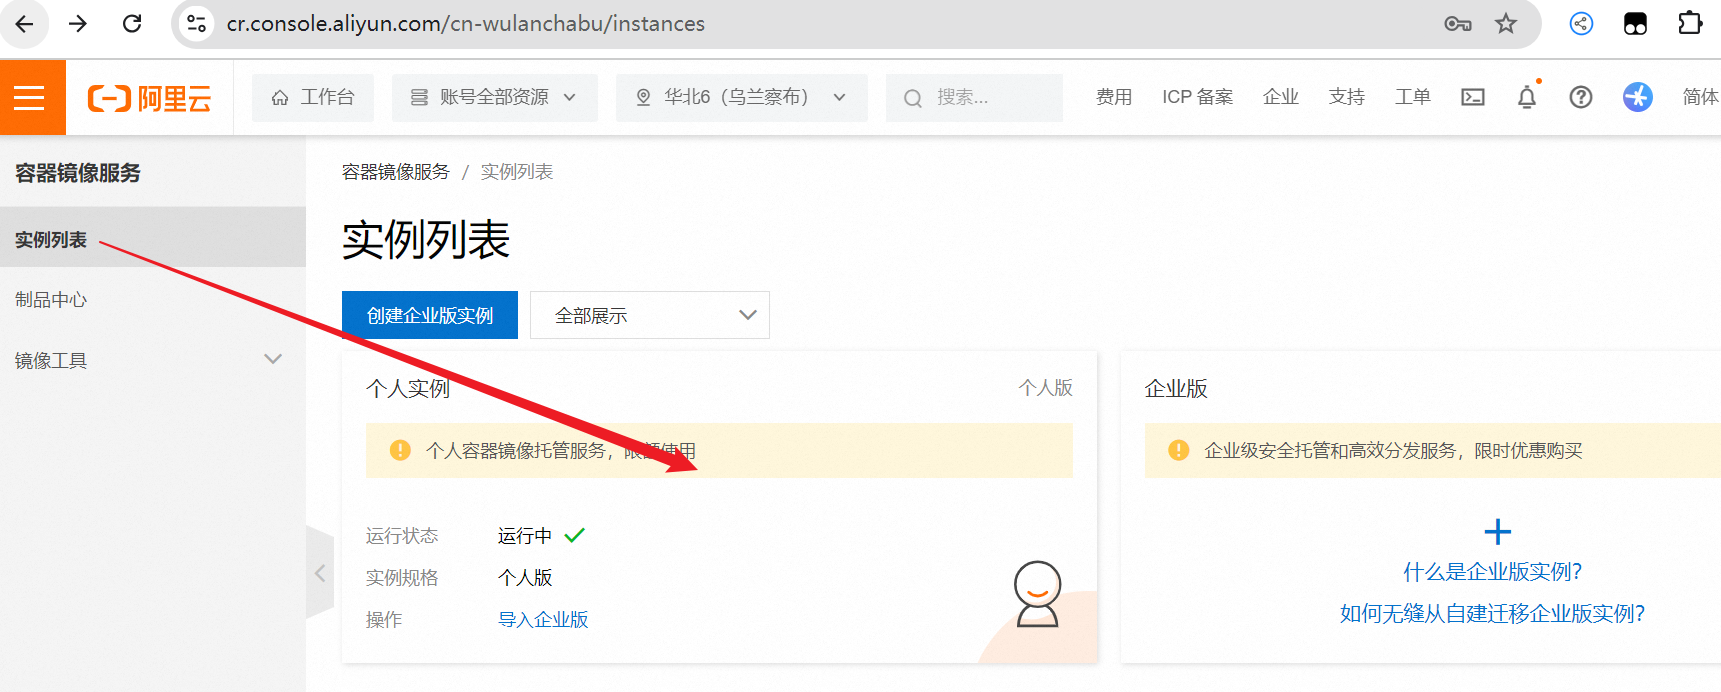 cr.console.aliyun.com/cn-wulanchabu/instances
阿里云
工作台
账号全部资源
华北6（乌兰察布）
搜索...
费用
ICP 备案
企业
支持
工单
简体
容器镜像服务
实例列表
制品中心
镜像工具
容器镜像服务 / 实例列表
实例列表
创建企业版实例
全部展示
个人实例
个人版
个人容器镜像托管服务，限额使用
运行状态 运行中
实例规格 个人版
操作 导入企业版
企业版
企业级安全托管和高效分发服务，限时优惠购买
什么是企业版实例?
如何无缝从自建迁移企业版实例?